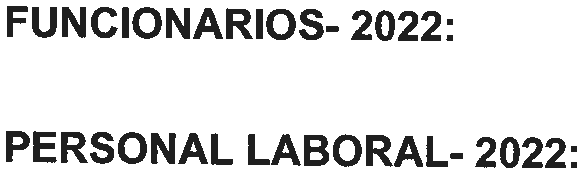 FUNCIONARIOS- 2022:
PERSONAL LABORAL- 2022: